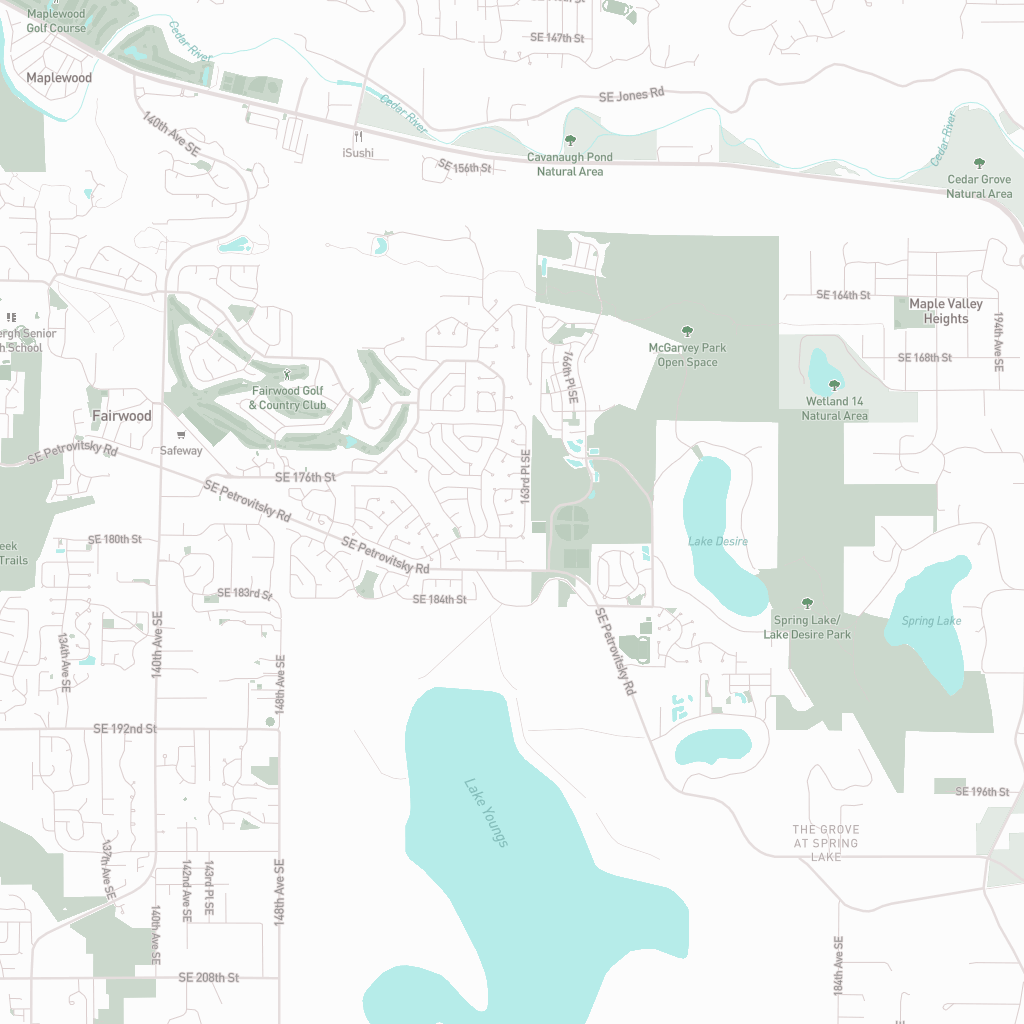 Maplewood
Golf Course
Cedar River
SE 147th St
Maplewood
SE Jones Rd
Cedar River
Cedar River
140th Ave SE
iSushi
SE 156th St
Cavanaugh Pond
Natural Area
Cedar Grove
Natural Area
SE 164th St
Maple Valley
Heights
194th Ave SE
ergh Senior
h School
McGarvey Park
Open Space
SE 168th St
166th Pl SE
Fairwood Golf
& Country Club
Wetland 14
Natural Area
Fairwood
Safeway
SE Petrovitsky Rd
SE 176th St
163rd Pl SE
SE Petrovitsky Rd
SE 180th St
SE Petrovitsky Rd
Lake Desire
eek
Trails
SE 183rd St
SE 184th St
Spring Lake/
Lake Desire Park
Spring Lake
134th Ave SE
140th Ave SE
148th Ave SE
SE Petrovitsky Rd
SE 192nd St
SE 196th St
Lake Youngs
THE GROVE
AT SPRING
LAKE
137th Ave SE
142nd Ave SE
143rd Pl SE
148th Ave SE
140th Ave SE
184th Ave SE
SE 208th St